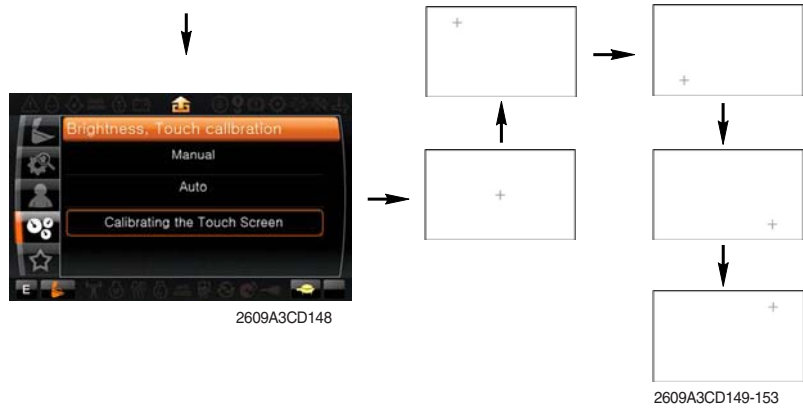 Brightness, Touch callbration
Manual
Auto
Calibrating the Touch Screen
E
2609A3CD148
2609A3CD149-153